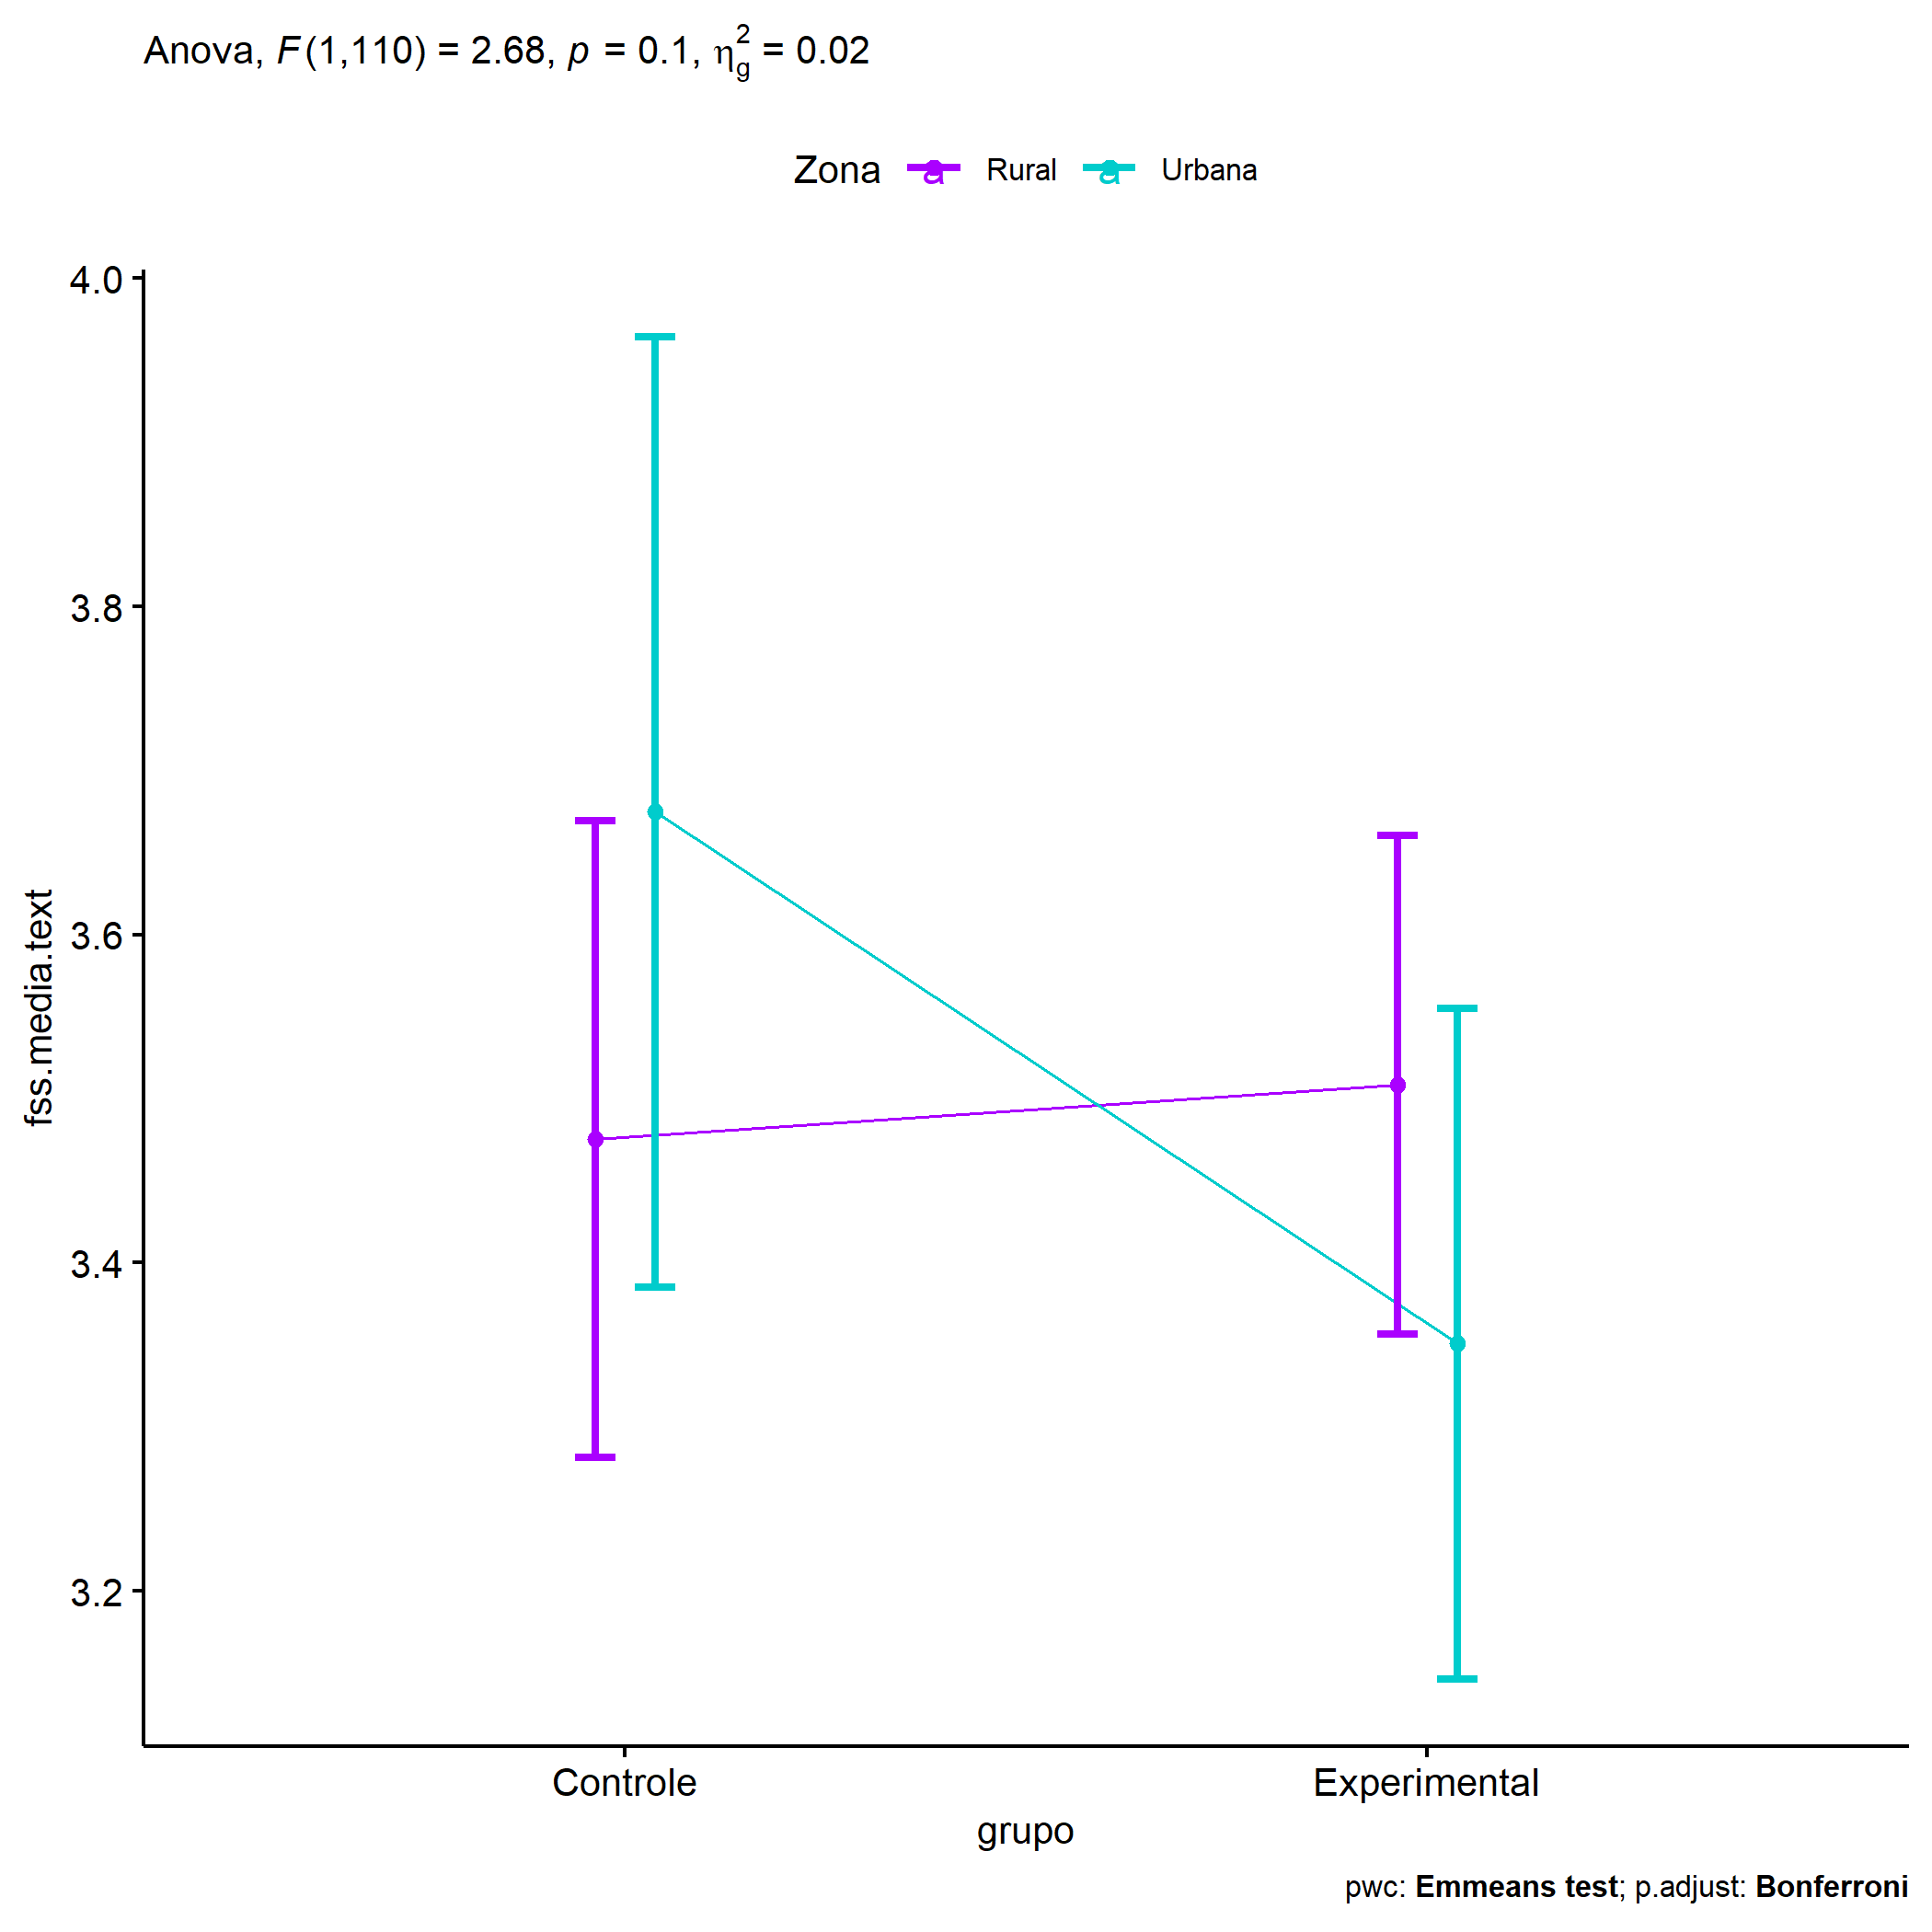 Anova, F(1,110) = 2.68, p = 0.1, η²g = 0.02
Zona a Rural a Urbana
4.0
3.8
3.6
3.4
3.2
fss.media.text
Controle Experimental
grupo
pwc: Emmeans test; p.adjust: Bonferroni